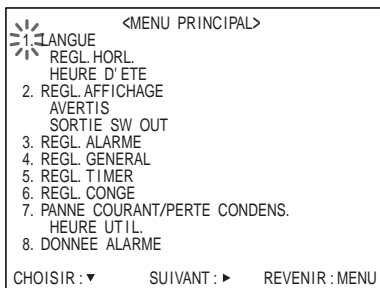 <MENU PRINCIPAL>
1. LANGUE
REGL. HORL.
HEURE D'ETE
2. REGL. AFFICHAGE
AVERTIS
SORTIE SW OUT
3. REGL. ALARME
4. REGL. GENERAL
5. REGL. TIMER
6. REGL. CONGE
7. PANNE COURANT/PERTE CONDENS.
HEURE UTIL.
8. DONNEE ALARME
CHOISIR : ▼ SUIVANT : ► REVENIR : MENU